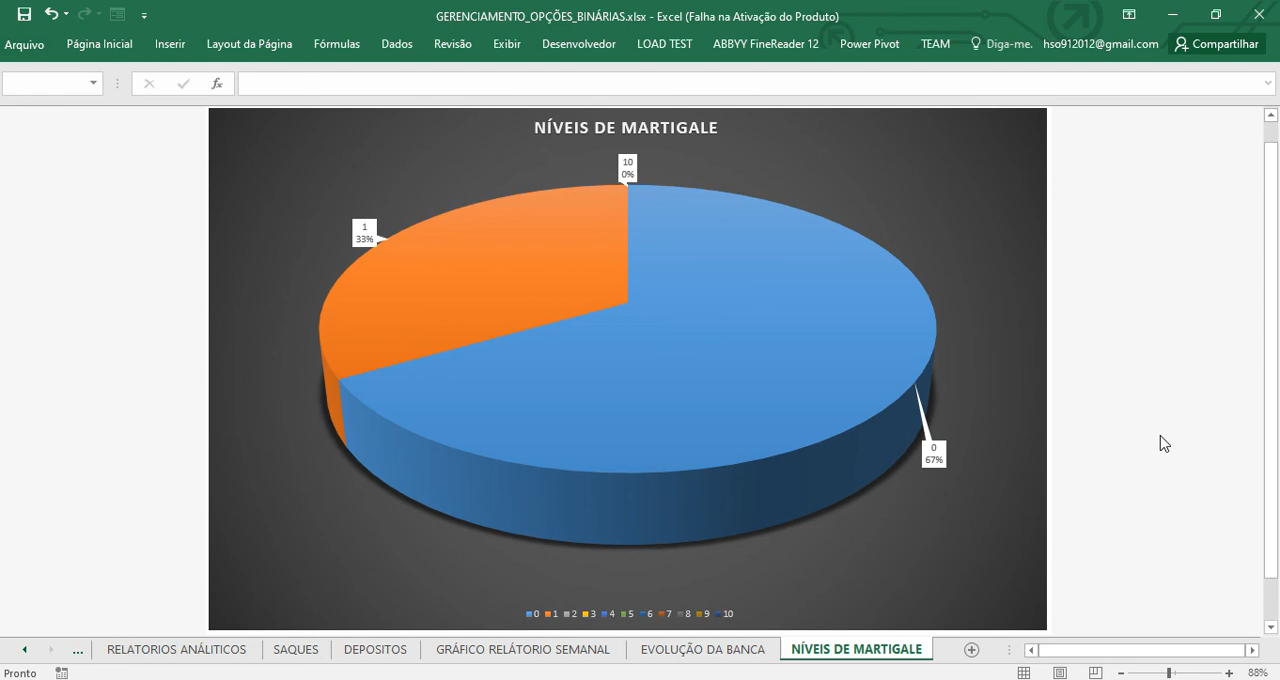 GERENCIAMENTO_OPÇÕES_BINÁRIAS.xlsx - Excel (Falha na Ativação do Produto)
Arquivo Página Inicial Inserir Layout da Página Fórmulas Dados Revisão Exibir Desenvolvedor LOAD TEST ABBYY FineReader 12 Power Pivot TEAM Diga-me. hso912012@gmail.com Compartilhar
fx
NÍVEIS DE MARTIGALE
10
0%
1
33%
0
67%
0 1 2 3 4 5 6 7 8 9 10
... RELATORIOS ANÁLITICOS SAQUES DEPOSITOS GRÁFICO RELÁTORIO SEMANAL EVOLUÇÃO DA BANCA NÍVEIS DE MARTIGALE
Pronto 88%